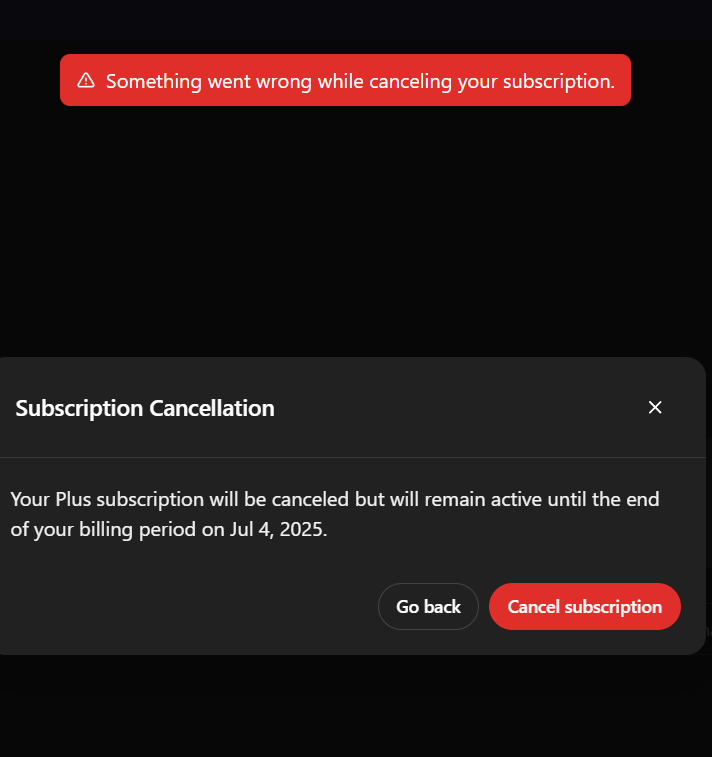 Something went wrong while canceling your subscription.
Subscription Cancellation
Your Plus subscription will be canceled but will remain active until the end
of your billing period on Jul 4, 2025.
Go back
Cancel subscription